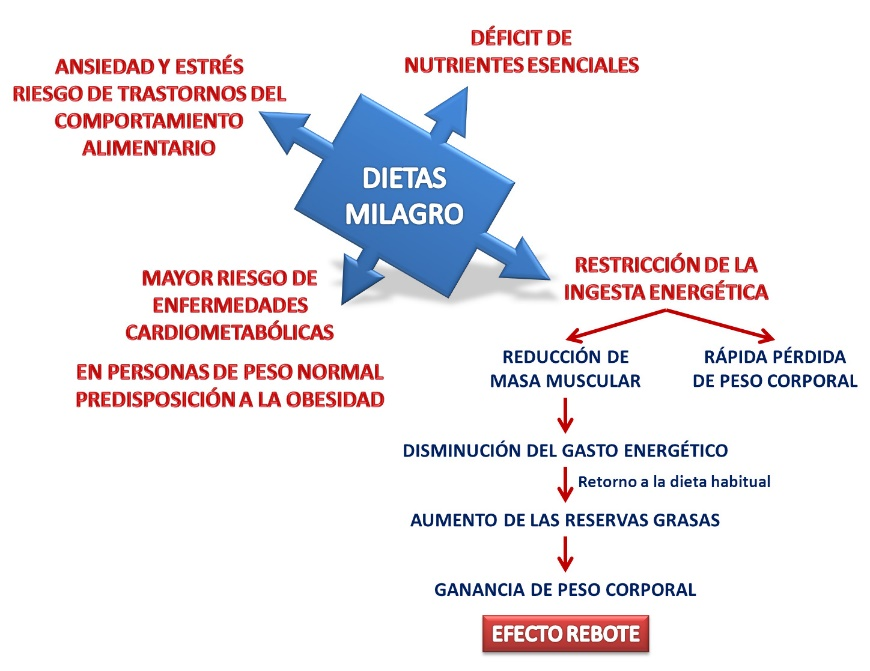 DÉFICIT DE
NUTRIENTES ESENCIALES
ANSIEDAD Y ESTRÉS
RIESGO DE TRASTORNOS DEL
COMPORTAMIENTO
ALIMENTARIO
DIETAS
MILAGRO
MAYOR RIESGO DE
ENFERMEDADES
CARDIOMETABÓLICAS
EN PERSONAS DE PESO NORMAL
PREDISPOSICIÓN A LA OBESIDAD
RESTRICCIÓN DE LA
INGESTA ENERGÉTICA
REDUCCIÓN DE
MASA MUSCULAR
RÁPIDA PÉRDIDA
DE PESO CORPORAL
DISMINUCIÓN DEL GASTO ENERGÉTICO
Retorno a la dieta habitual
AUMENTO DE LAS RESERVAS GRASAS
GANANCIA DE PESO CORPORAL
EFECTO REBOTE